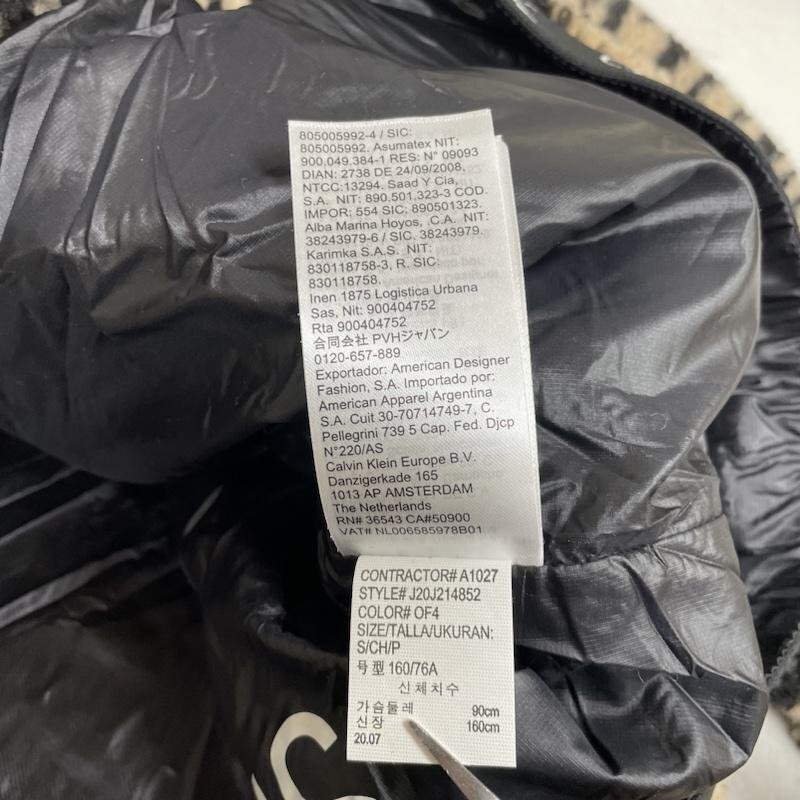 805005992-4 / SIC:
805005992. Asumatex NIT:
900.049.384-1 RES: N° 09093
DIAN: 2738 DE 24/09/2008,
NTCC:13294. Saad Y Cia,
S.A. NIT: 890.501.323-3 COD.
IMPOR: 554 SIC: 890501323.
Alba Marina Hoyos, .C.A. NIT:
38243979-6 / SIC. 38243979.
Karimka S.A.S. NIT:
830118758-3, R. SIC:
830118758.
Inen 1875 Logistica Urbana
Sas, Nit: 900404752
Rta 900404752
合同会社 PVHジャパン
0120-657-889
Exportador: American Designer
Fashion, S.A. Importado por:
American Apparel Argentina
S.A. Cuit 30-70714749-7, C.
Pellegrini 739 5 Cap. Fed. Djcp
N°220/AS
Calvin Klein Europe B.V.
Danzigerkade 165
1013 AP AMSTERDAM
The Netherlands
RN# 36543 CA#50900
VAT# NL006585978B01
CONTRACTOR# A1027
STYLE# J20J214852
COLOR# OF4
SIZE/TALLA/UKURAN:
S/CH/P
号型 160/76A
신체치수
가슴둘레 90cm
신장 160cm
20.07